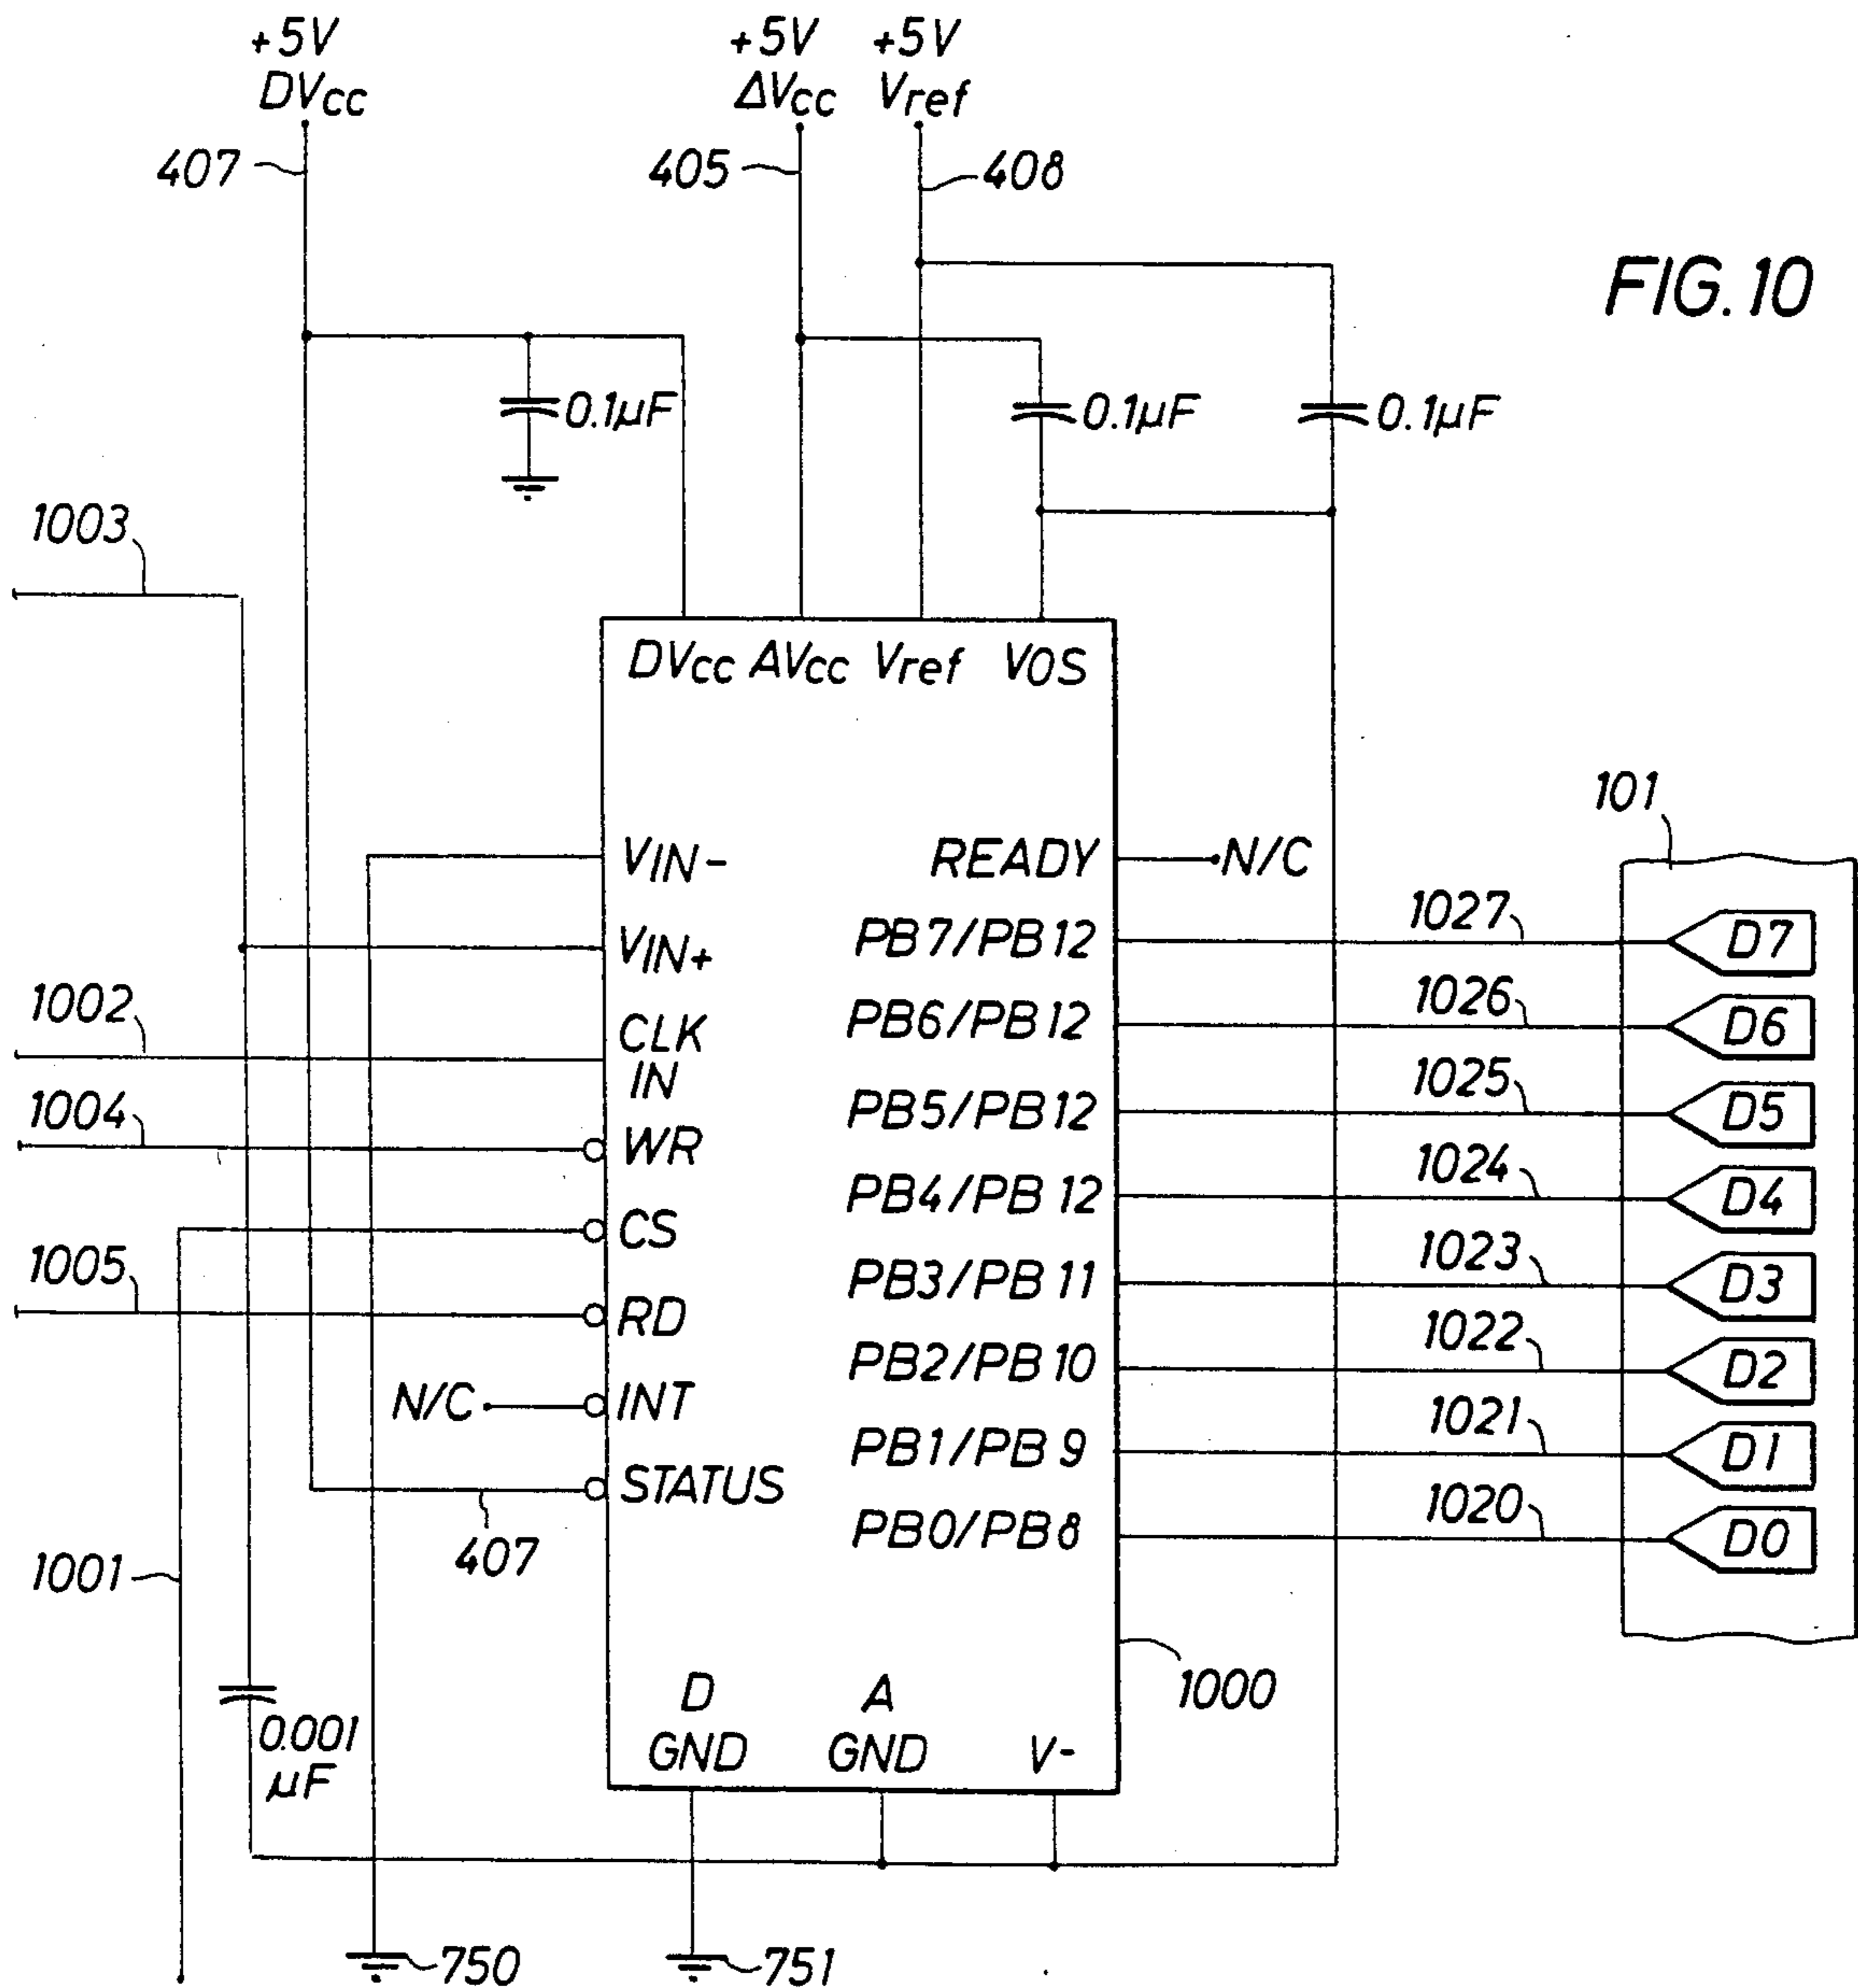 +5V +5V +5V
DVcc ΔVcc Vref
407 405 408
FIG. 10
0.1µF 0.1µF 0.1µF
1003
DVcc AVcc Vref VOS
101
VIN- READY N/C
1027
VIN+ PB7/PB12 D7
1002 1026
CLK IN PB6/PB12 D6
1004 1025
WR PB5/PB12 D5
1024
CS PB4/PB12 D4
1005 1023
RD PB3/PB11 D3
1022
N/C INT PB2/PB10 D2
1021
STATUS PB1/PB9 D1
1020
407 PB0/PB8 D0
1001
1000
0.001
µF
D A
GND GND V-
750 751